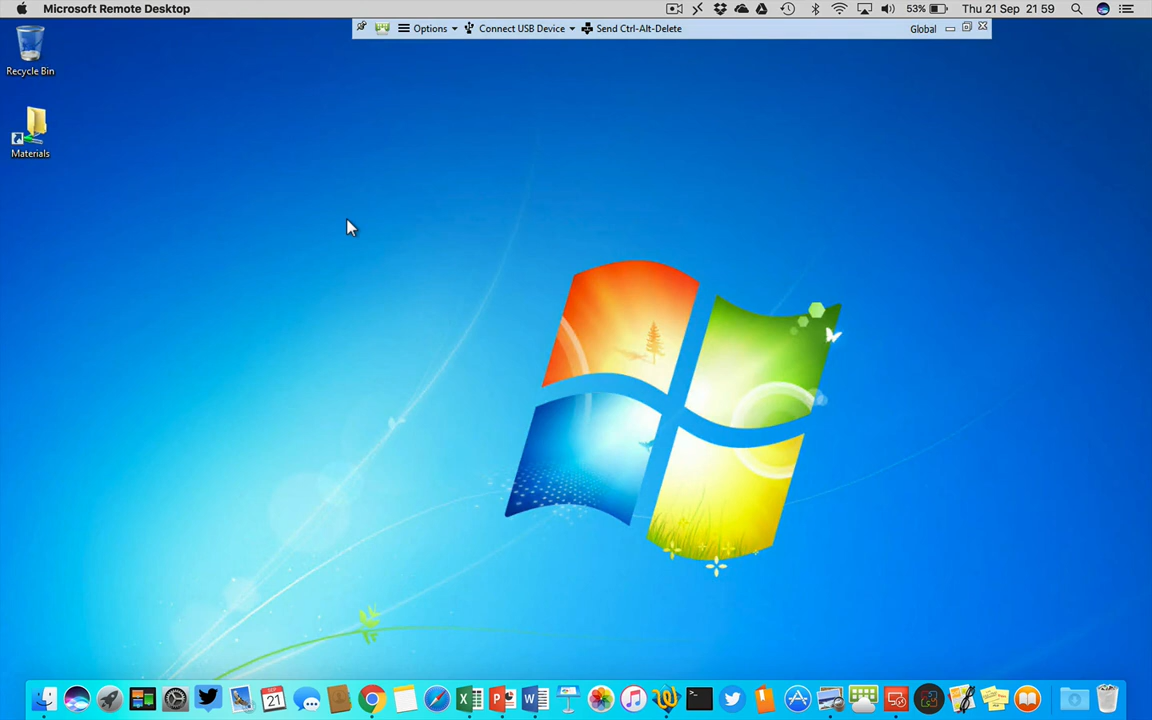 Microsoft Remote Desktop
53%
Thu 21 Sep 21 59
Options
Connect USB Device
Send Ctrl-Alt-Delete
Global
Recycle Bin
Materials
SEP
21